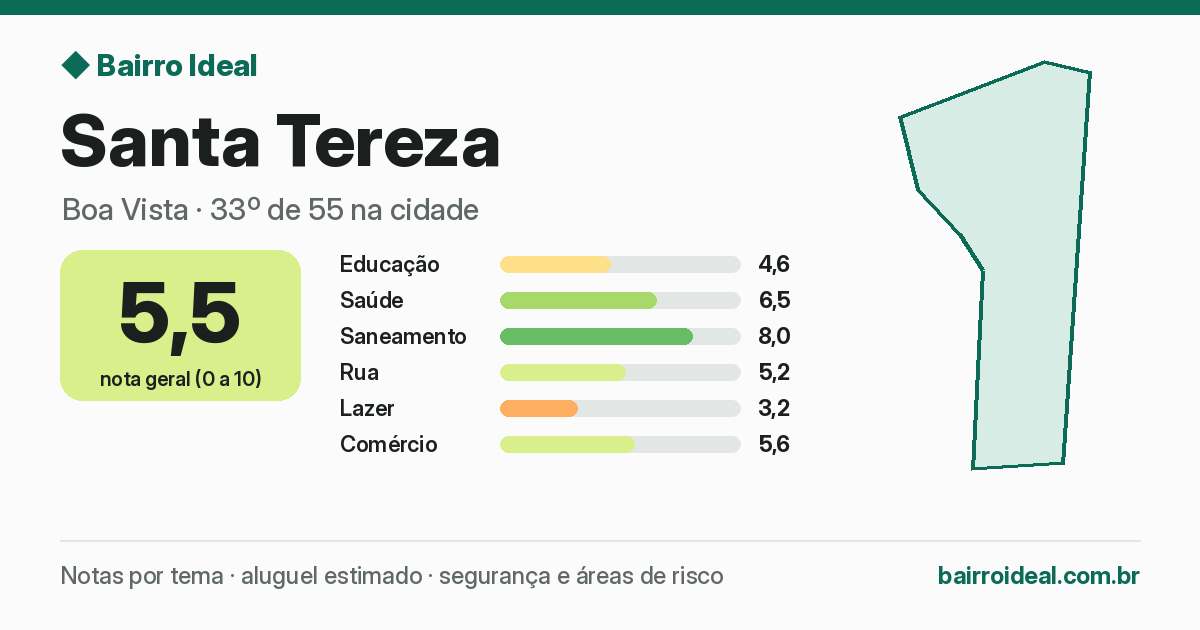 Bairro Ideal
Santa Tereza
Boa Vista · 33º de 55 na cidade
5,5
nota geral (0 a 10)
Educação 4,6
Saúde 6,5
Saneamento 8,0
Rua 5,2
Lazer 3,2
Comércio 5,6
Notas por tema · aluguel estimado · segurança e áreas de risco
bairroideal.com.br